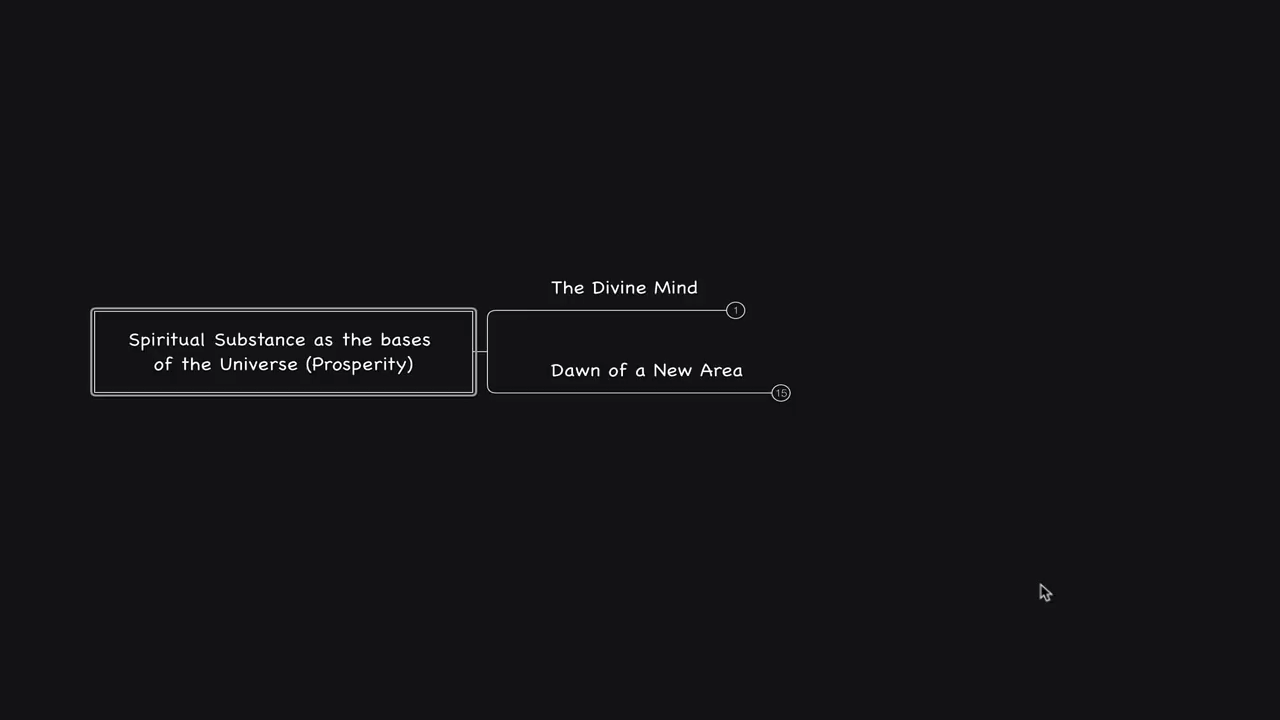 The Divine Mind
1
Spiritual Substance as the bases
of the Universe (Prosperity)
Dawn of a New Area
15